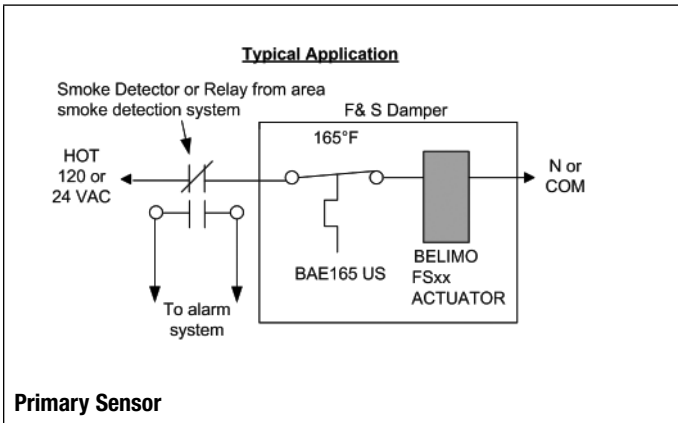 Typical Application
Smoke Detector or Relay from area
smoke detection system
F& S Damper
165°F
HOT
120 or
24 VAC
N or
COM
BAE165 US
BELIMO
FSxx
ACTUATOR
To alarm
system
Primary Sensor